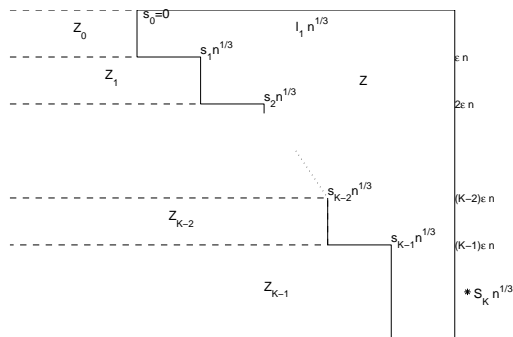 s_0=0
Z_0
l_1 n^{1/3}
s_1 n^{1/3}
ε n
Z_1
Z
s_2 n^{1/3}
2ε n
s_{K−2} n^{1/3}
(K−2)ε n
Z_{K−2}
s_{K−1} n^{1/3}
(K−1)ε n
Z_{K−1}
* S_K n^{1/3}